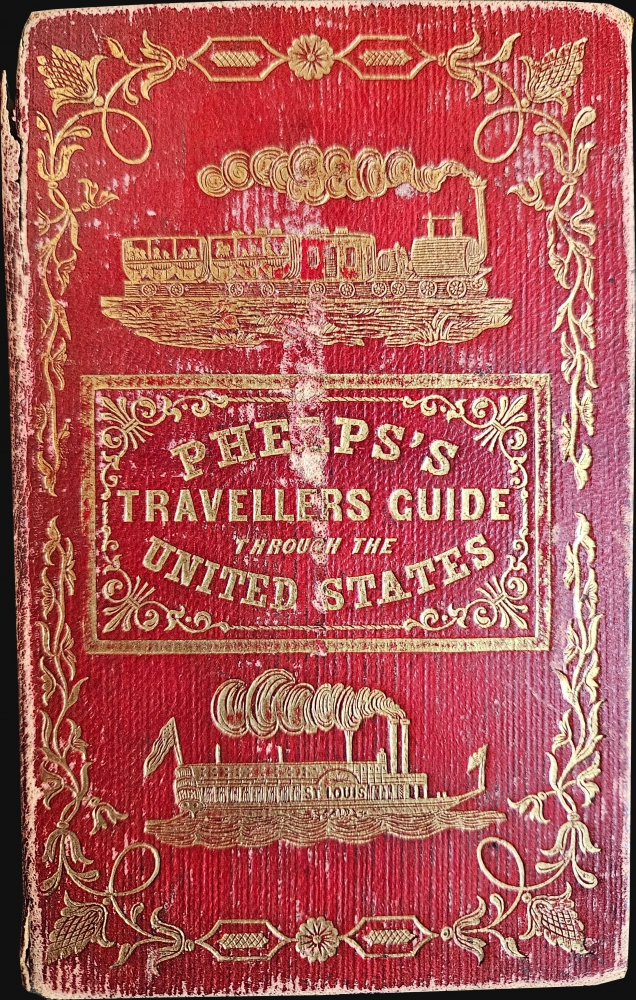 PHELPS'S
TRAVELLERS GUIDE
THROUGH THE
UNITED STATES
ST LOUIS